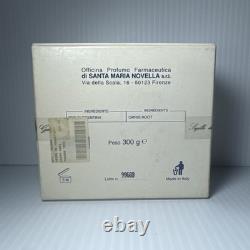 Officina Profumo Farmaceutica
di SANTA MARIA NOVELLA s.r.l.
Via della Scala, 16 - 50123 Firenze
INGREDIENTI
INGREDIENTS
ORRIS ROOT
Peso 300 g e
Lotto n. 99669
Made in Italy